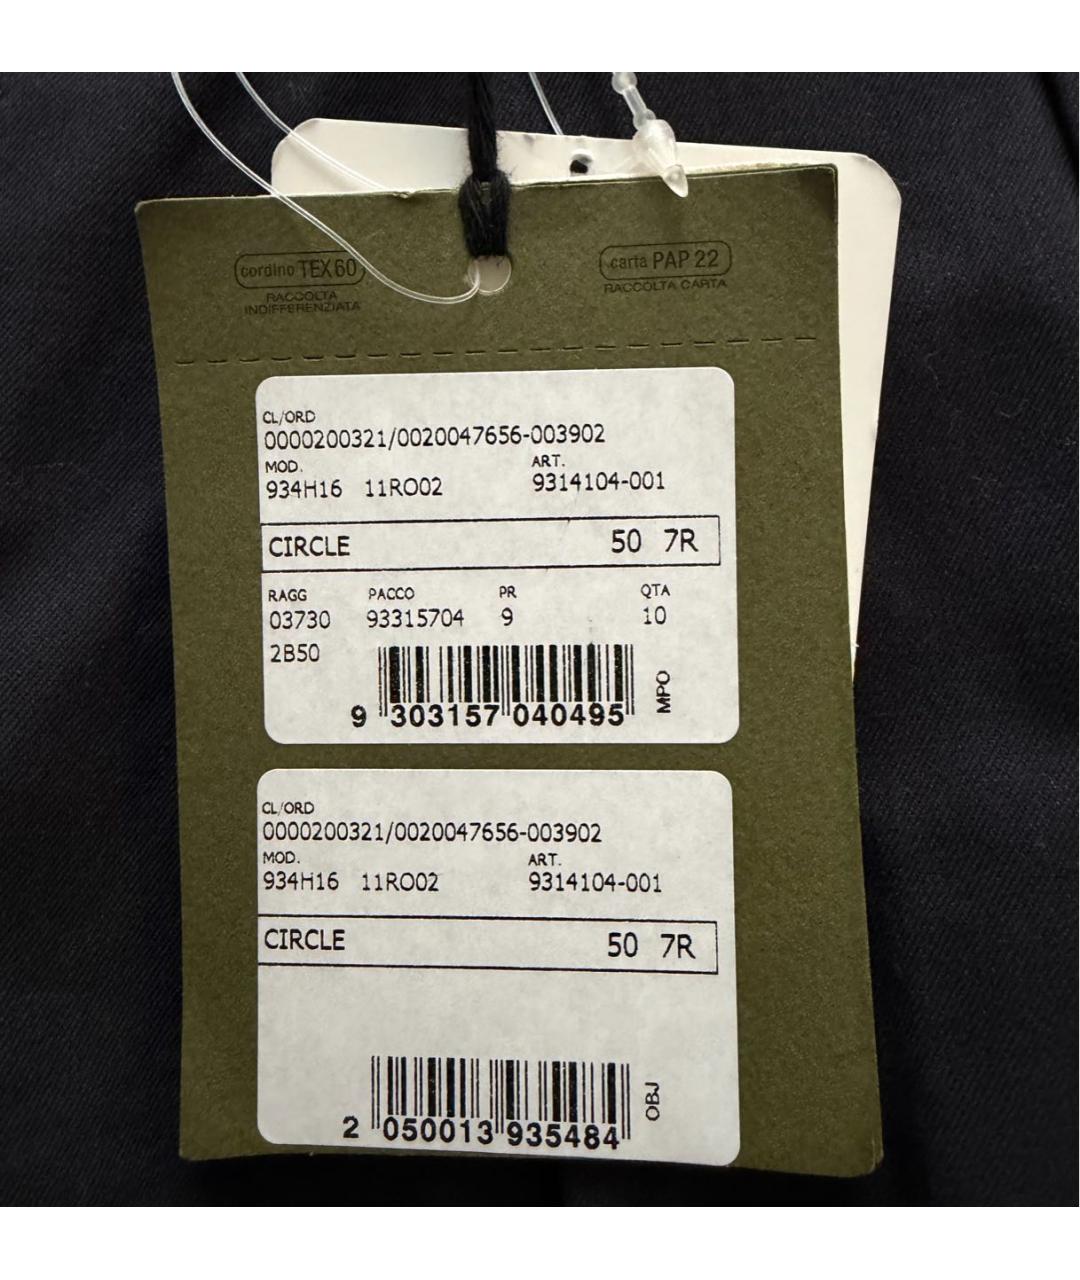 cordino TEX 60
RACCOLTA
INDIFFERENZIATA
carta PAP 22
RACCOLTA CARTA
CL/ORD
0000200321/0020047656-003902
MOD. ART.
934H16 11RO02 9314104-001
CIRCLE 50 7R
RAGG PACCO PR QTA
03730 93315704 9 10
2B50
9 303157 040495
MPO
CL/ORD
0000200321/0020047656-003902
MOD. ART.
934H16 11RO02 9314104-001
CIRCLE 50 7R
2 050013 935484
OBJ